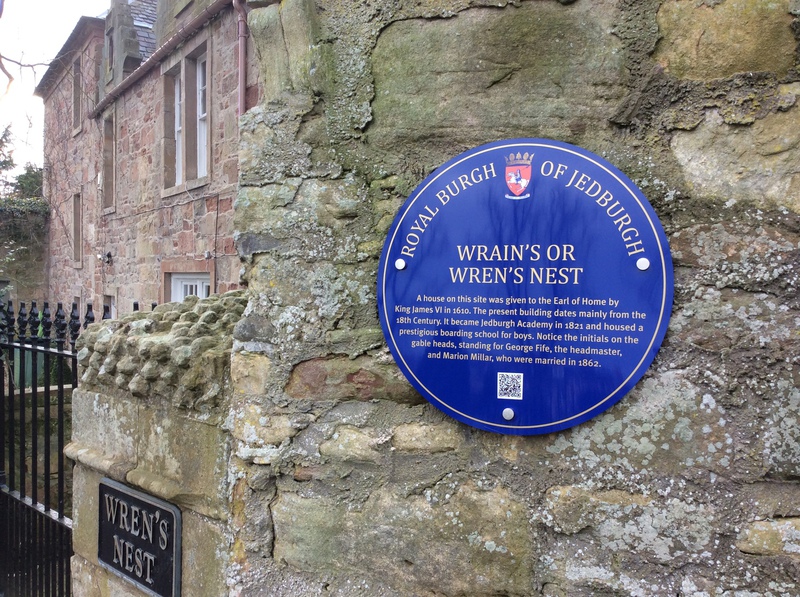 ROYAL BURGH OF JEDBURGH
WRAIN'S OR
WREN'S NEST
A house on this site was given to the Earl of Home by
King James VI in 1610. The present building dates mainly from the
18th Century. It became Jedburgh Academy in 1821 and housed a
prestigious boarding school for boys. Notice the initials on the
gable heads, standing for George Fife, the headmaster,
and Marion Millar, who were married in 1862.
WREN'S
NEST